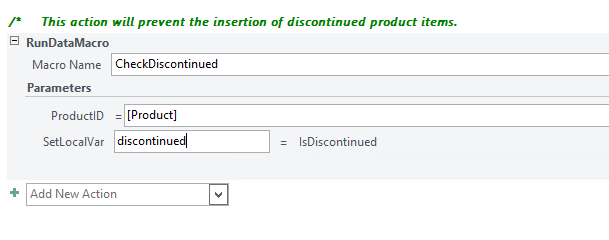 /* This action will prevent the insertion of discontinued product items.
RunDataMacro
Macro Name CheckDiscontinued
Parameters
ProductID = [Product]
SetLocalVar discontinued = IsDiscontinued
Add New Action